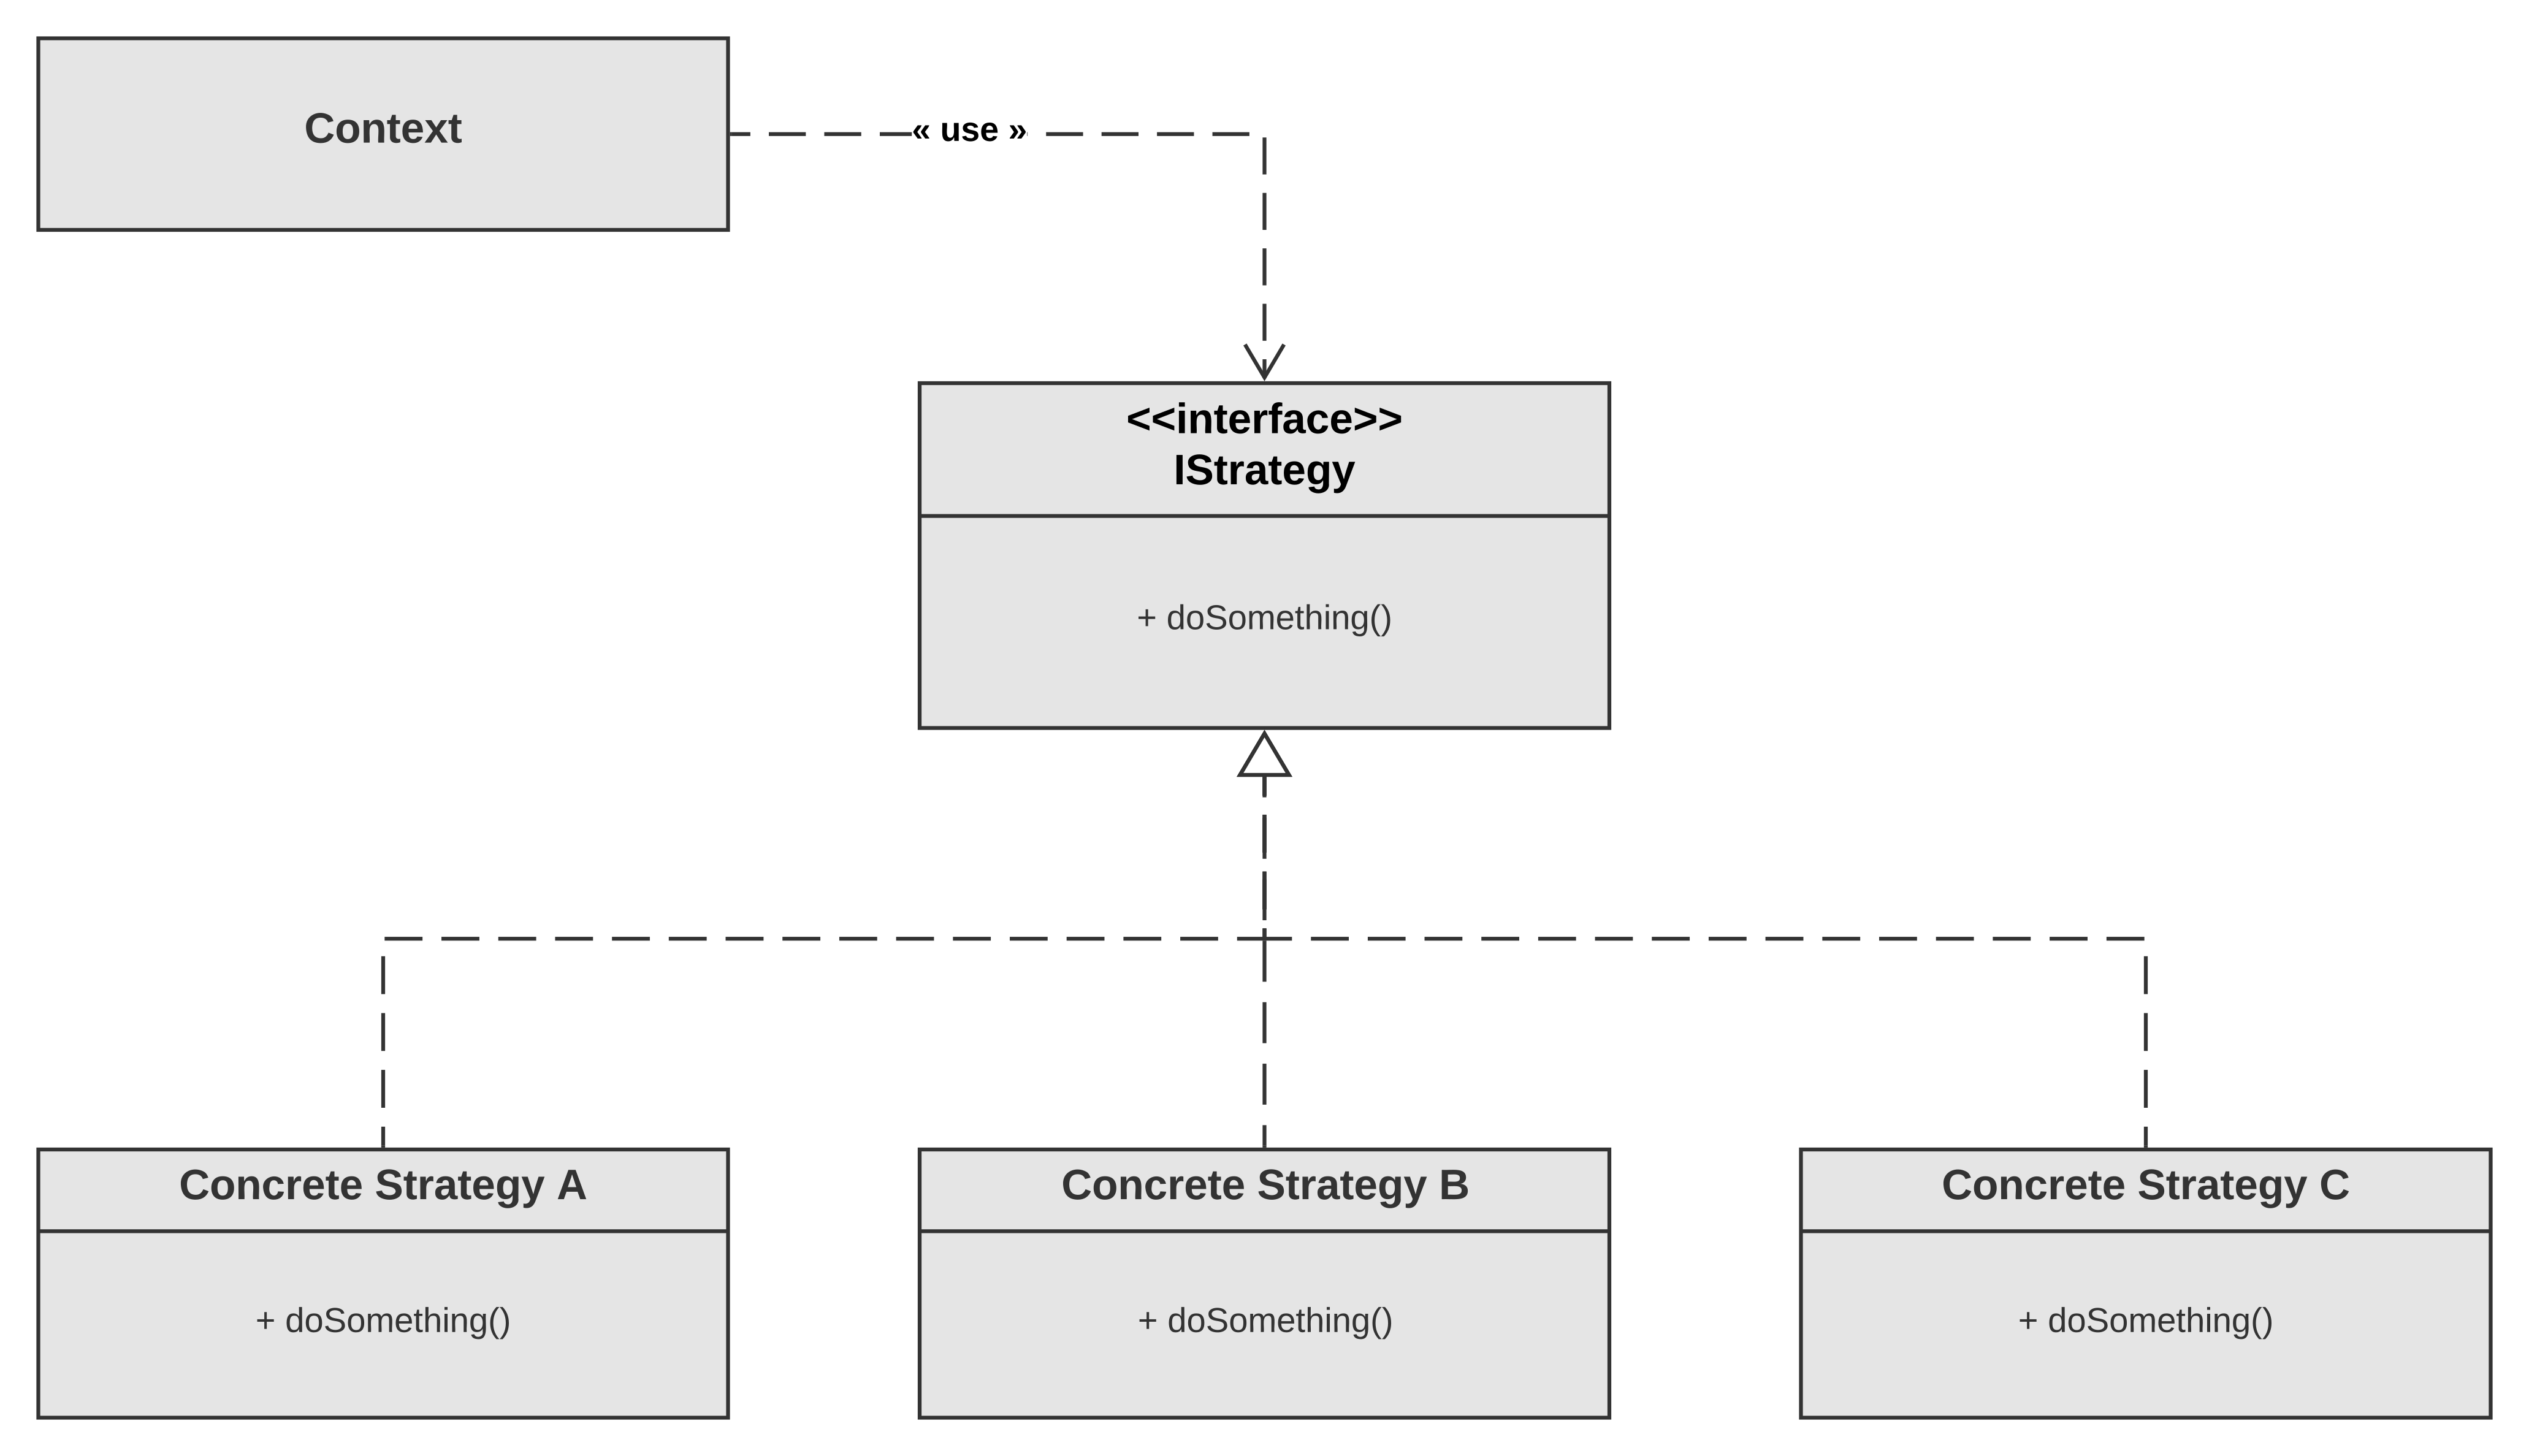 Context
« use »
<<interface>>
IStrategy
+ doSomething()
Concrete Strategy A
+ doSomething()
Concrete Strategy B
+ doSomething()
Concrete Strategy C
+ doSomething()